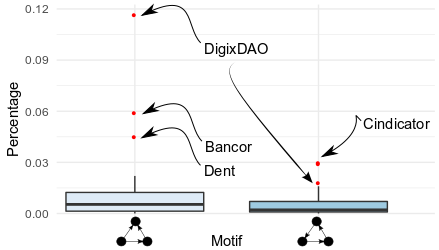 0.12
DigixDAO
0.09
Percentage
0.06
Cindicator
Bancor
0.03
Dent
0.00
Motif